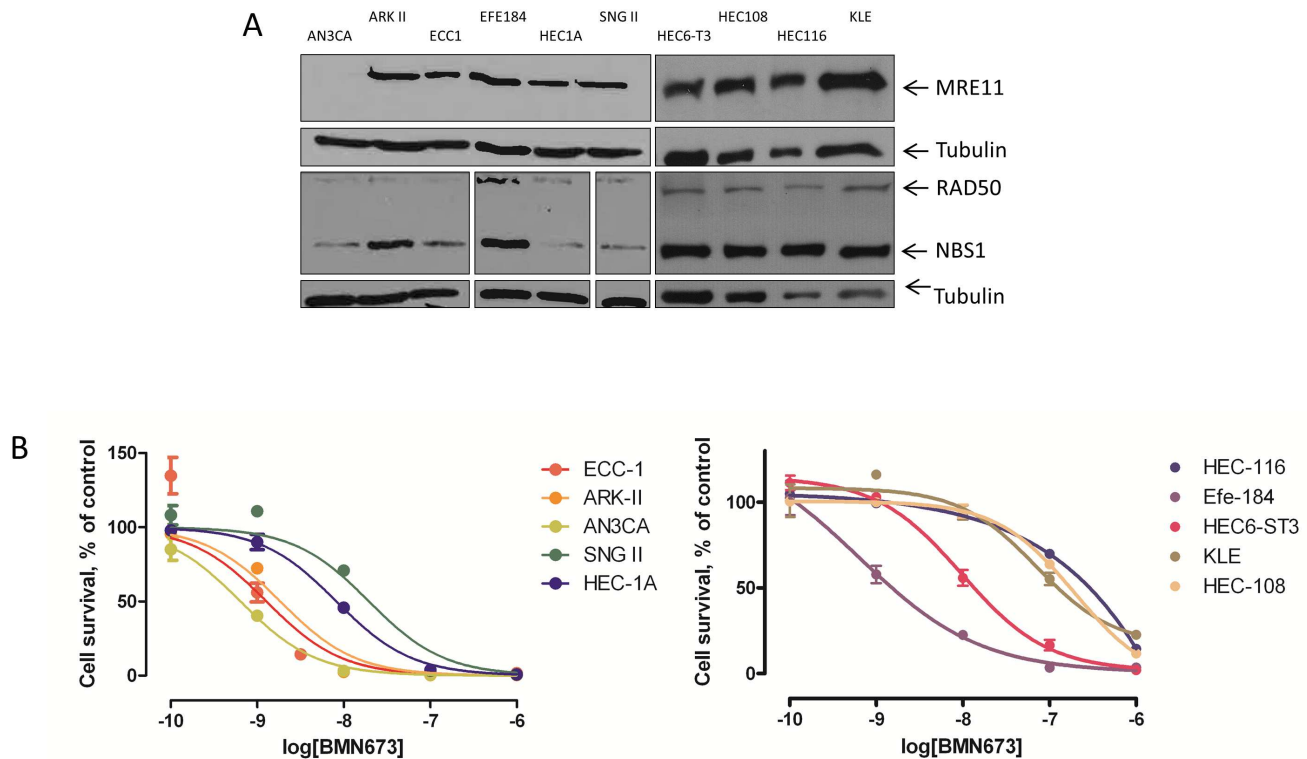 A
ARK II
EFE184
SNG II
HEC108
KLE
AN3CA
ECC1
HEC1A
HEC6-T3
HEC116
MRE11
Tubulin
RAD50
NBS1
Tubulin
B
Cell survival, % of control
150
100
50
0
-10 -9 -8 -7 -6
log[BMN673]
ECC-1
ARK-II
AN3CA
SNG II
HEC-1A
Cell survival, % of control
100
50
0
-10 -9 -8 -7 -6
log[BMN673]
HEC-116
Efe-184
HEC6-ST3
KLE
HEC-108